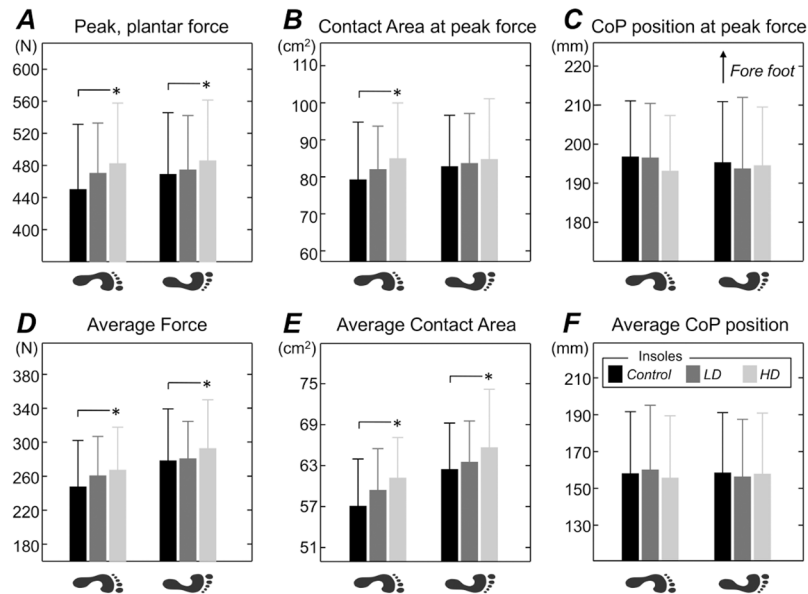 A Peak, plantar force
(N)
600
560
520
480
440
400
*
*
B Contact Area at peak force
(cm²)
110
100
90
80
70
60
*
C CoP position at peak force
(mm)
220
210
200
190
180
Fore foot
D Average Force
(N)
380
340
300
260
220
180
*
*
E Average Contact Area
(cm²)
75
69
63
57
51
*
*
F Average CoP position
(mm)
210
190
170
150
130
Insoles
Control LD HD